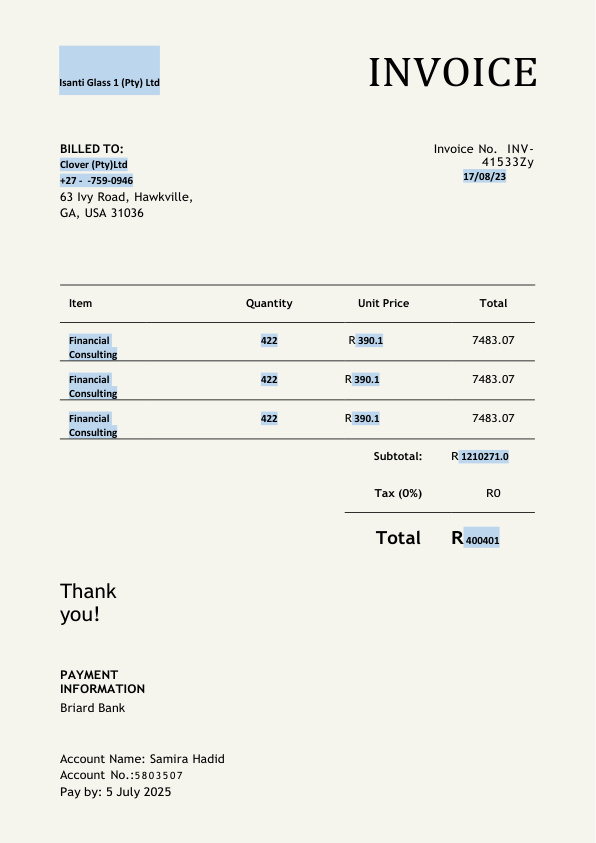 Isanti Glass 1 (Pty) Ltd
INVOICE
BILLED TO:
Clover (Pty)Ltd
+27 - -759-0946
63 Ivy Road, Hawkville,
GA, USA 31036
Invoice No. INV-
41533Zy
17/08/23
Item Quantity Unit Price Total
Financial
Consulting
422 R 390.1 7483.07
Financial
Consulting
422 R 390.1 7483.07
Financial
Consulting
422 R 390.1 7483.07
Subtotal: R 1210271.0
Tax (0%) R0
Total R 400401
Thank
you!
PAYMENT
INFORMATION
Briard Bank
Account Name: Samira Hadid
Account No.:5803507
Pay by: 5 July 2025